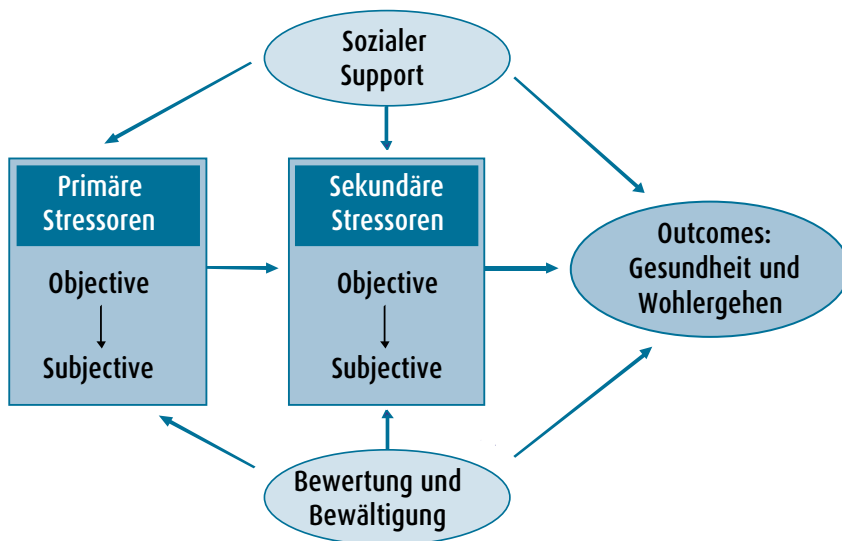 Sozialer
Support
Primäre
Stressoren
Objective
Subjective
Sekundäre
Stressoren
Objective
Subjective
Outcomes:
Gesundheit und
Wohlergehen
Bewertung und
Bewältigung